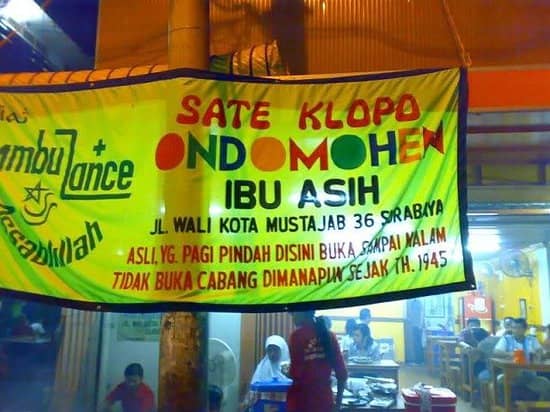 Ambulance
SATE KLOPO
ONDOMOHEN
IBU ASIH
JL. WALI KOTA MUSTAJAB 36 SURABAYA
ASLI, YG. PAGI PINDAH DISINI BUKA SAMPAI MALAM
TIDAK BUKA CABANG DIMANAPUN SEJAK TH. 1945